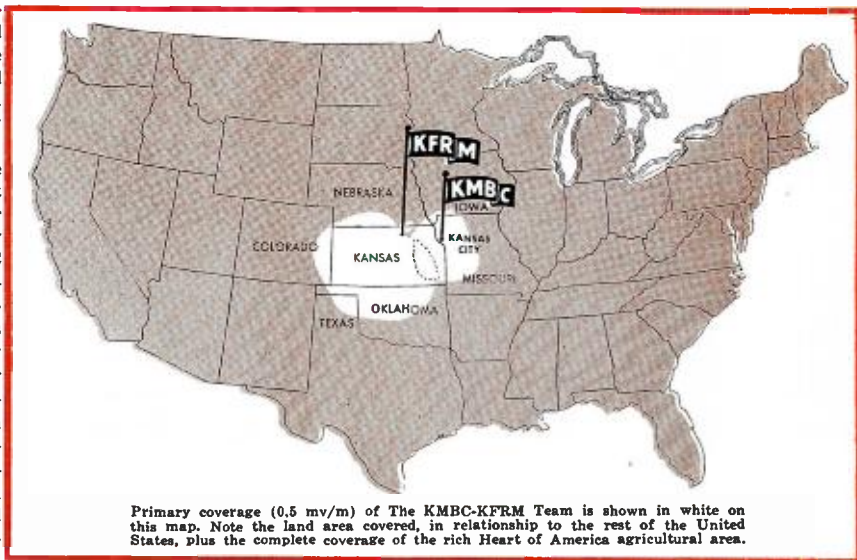 KFRM
KMBC
NEBRASKA
IOWA
COLORADO
KANSAS
KANSAS
CITY
MISSOURI
OKLAHOMA
TEXAS
Primary coverage (0.5 mv/m) of The KMBC-KFRM Team is shown in white on
this map. Note the land area covered, in relationship to the rest of the United
States, plus the complete coverage of the rich Heart of America agricultural area.